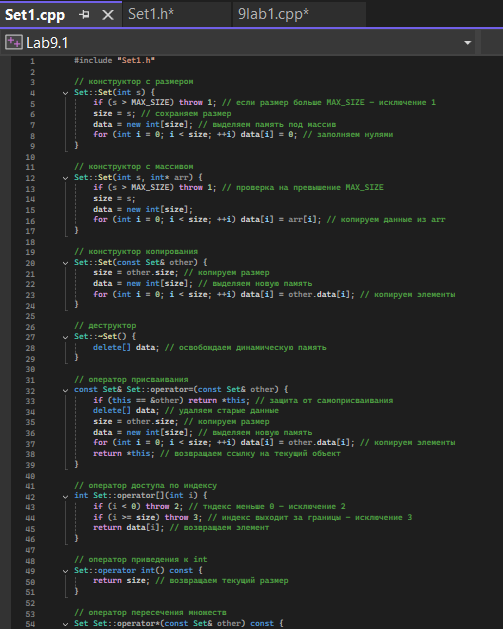 Set1.cpp Set1.h* 9lab1.cpp*
Lab9.1
1 #include "Set1.h"
2
3 // конструктор с размером
4 Set::Set(int s) {
5 if (s > MAX_SIZE) throw 1; // если размер больше MAX_SIZE - исключение 1
6 size = s; // сохраняем размер
7 data = new int[size]; // выделяем память под массив
8 for (int i = 0; i < size; ++i) data[i] = 0; // заполняем нулями
9 }
10
11 // конструктор с массивом
12 Set::Set(int s, int* arr) {
13 if (s > MAX_SIZE) throw 1; // проверка на превышение MAX_SIZE
14 size = s;
15 data = new int[size];
16 for (int i = 0; i < size; ++i) data[i] = arr[i]; // копируем данные из arr
17 }
18
19 // конструктор копирования
20 Set::Set(const Set& other) {
21 size = other.size; // копируем размер
22 data = new int[size]; // выделяем новую память
23 for (int i = 0; i < size; ++i) data[i] = other.data[i]; // копируем элементы
24 }
25
26 // деструктор
27 Set::~Set() {
28 delete[] data; // освобождаем динамическую память
29 }
30
31 // оператор присваивания
32 const Set& Set::operator=(const Set& other) {
33 if (this == &other) return *this; // защита от самоприсваивания
34 delete[] data; // удаляем старые данные
35 size = other.size; // копируем размер
36 data = new int[size]; // выделяем новую память
37 for (int i = 0; i < size; ++i) data[i] = other.data[i]; // копируем элементы
38 return *this; // возвращаем ссылку на текущий объект
39 }
40
41 // оператор доступа по индексу
42 int Set::operator[](int i) {
43 if (i < 0) throw 2; // тндекс меньше 0 - исключение 2
44 if (i >= size) throw 3; // индекс выходит за границы - исключение 3
45 return data[i]; // возвращаем элемент
46 }
47
48 // оператор приведения к int
49 Set::operator int() const {
50 return size; // возвращаем текущий размер
51 }
52
53 // оператор пересечения множеств
54 Set Set::operator*(const Set& other) const {